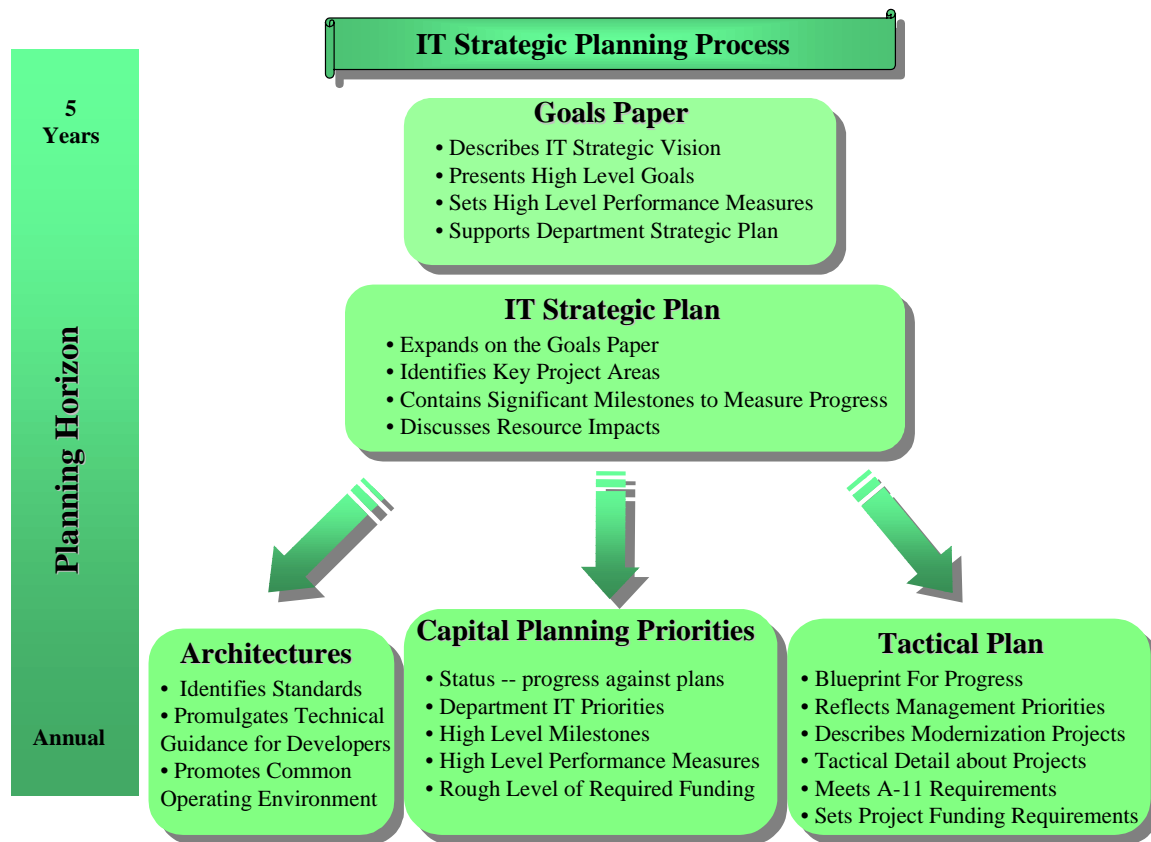 IT Strategic Planning Process
5
Years
Planning Horizon
Annual
Goals Paper
• Describes IT Strategic Vision
• Presents High Level Goals
• Sets High Level Performance Measures
• Supports Department Strategic Plan
IT Strategic Plan
• Expands on the Goals Paper
• Identifies Key Project Areas
• Contains Significant Milestones to Measure Progress
• Discusses Resource Impacts
Architectures
• Identifies Standards
• Promulgates Technical
Guidance for Developers
• Promotes Common
Operating Environment
Capital Planning Priorities
• Status -- progress against plans
• Department IT Priorities
• High Level Milestones
• High Level Performance Measures
• Rough Level of Required Funding
Tactical Plan
• Blueprint For Progress
• Reflects Management Priorities
• Describes Modernization Projects
• Tactical Detail about Projects
• Meets A-11 Requirements
• Sets Project Funding Requirements